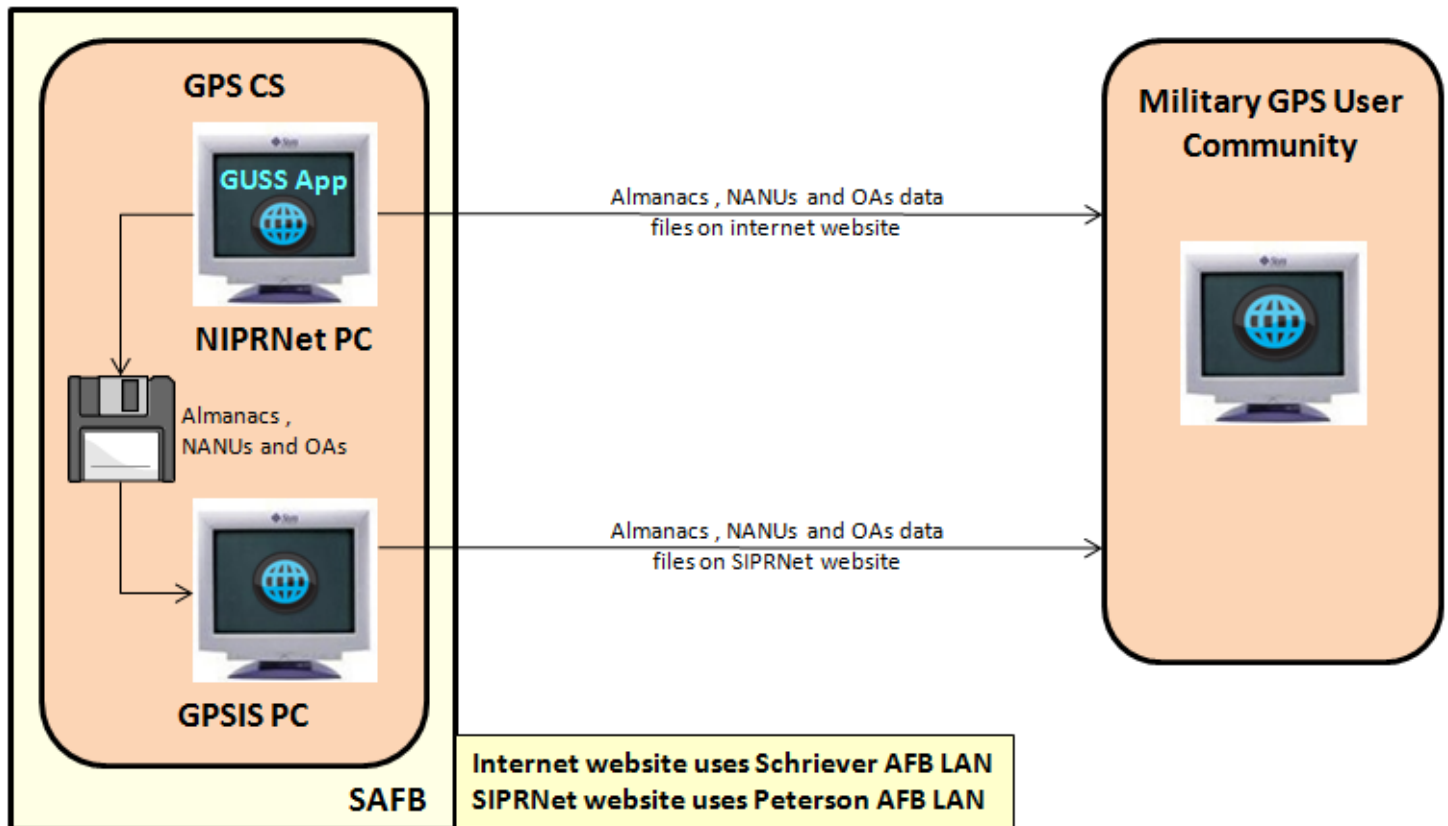 GPS CS
GUSS App
NIPRNet PC
Almanacs ,
NANUs and OAs
GPSIS PC
SAFB
Almanacs , NANUs and OAs data
files on internet website
Almanacs , NANUs and OAs data
files on SIPRNet website
Internet website uses Schriever AFB LAN
SIPRNet website uses Peterson AFB LAN
Military GPS User
Community